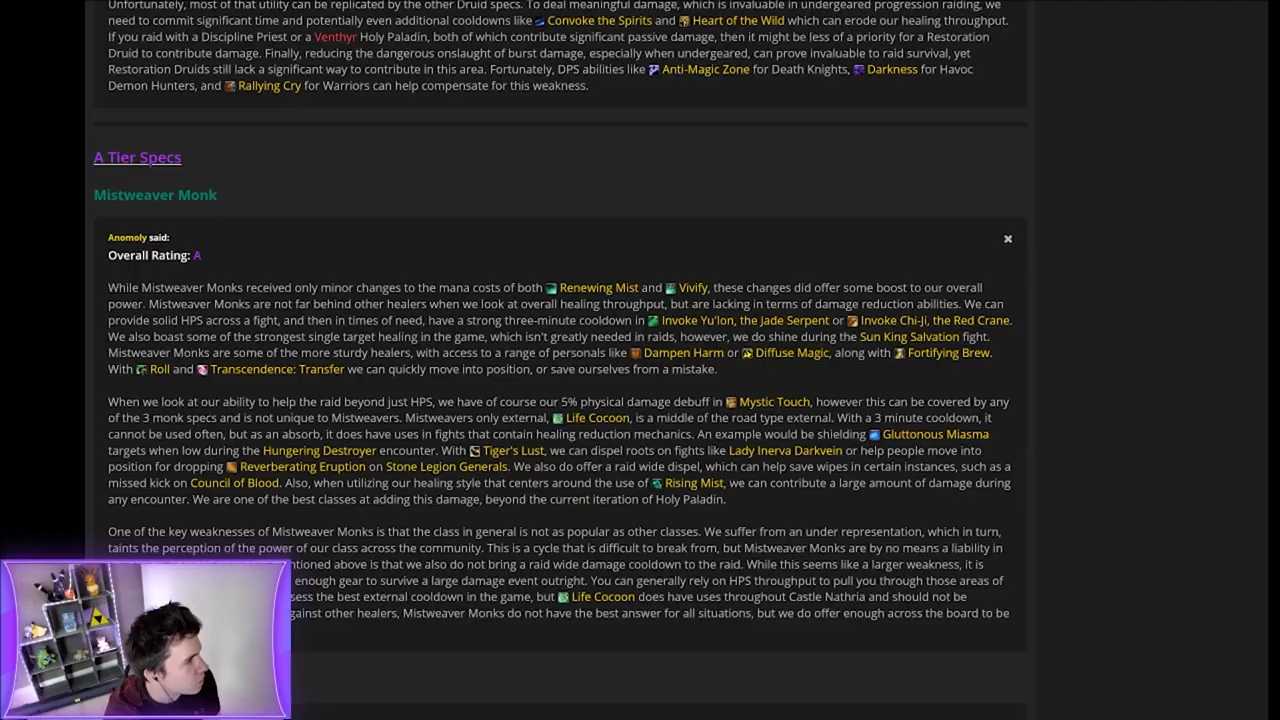 Unfortunately, most of that utility can be replicated by the other Druid specs. To deal meaningful damage, which is invaluable in undergeared progression raiding, we
need to commit significant time and potentially even additional cooldowns like Convoke the Spirits and Heart of the Wild which can erode our healing throughput.
If you raid with a Discipline Priest or a Venthyr Holy Paladin, both of which contribute significant passive damage, then it might be less of a priority for a Restoration
Druid to contribute damage. Finally, reducing the dangerous onslaught of burst damage, especially when undergeared, can prove invaluable to raid survival, yet
Restoration Druids still lack a significant way to contribute in this area. Fortunately, DPS abilities like Anti-Magic Zone for Death Knights, Darkness for Havoc
Demon Hunters, and Rallying Cry for Warriors can help compensate for this weakness.
A Tier Specs
Mistweaver Monk
Anomoly said:
Overall Rating: A
While Mistweaver Monks received only minor changes to the mana costs of both Renewing Mist and Vivify, these changes did offer some boost to our overall
power. Mistweaver Monks are not far behind other healers when we look at overall healing throughput, but are lacking in terms of damage reduction abilities. We can
provide solid HPS across a fight, and then in times of need, have a strong three-minute cooldown in Invoke Yu'lon, the Jade Serpent or Invoke Chi-Ji, the Red Crane.
We also boast some of the strongest single target healing in the game, which isn't greatly needed in raids, however, we do shine during the Sun King Salvation fight.
Mistweaver Monks are some of the more sturdy healers, with access to a range of personals like Dampen Harm or Diffuse Magic, along with Fortifying Brew.
With Roll and Transcendence: Transfer we can quickly move into position, or save ourselves from a mistake.
When we look at our ability to help the raid beyond just HPS, we have of course our 5% physical damage debuff in Mystic Touch, however this can be covered by any
of the 3 monk specs and is not unique to Mistweavers. Mistweavers only external, Life Cocoon, is a middle of the road type external. With a 3 minute cooldown, it
cannot be used often, but as an absorb, it does have uses in fights that contain healing reduction mechanics. An example would be shielding Gluttonous Miasma
targets when low during the Hungering Destroyer encounter. With Tiger's Lust, we can dispel roots on fights like Lady Inerva Darkvein or help people move into
position for dropping Reverberating Eruption on Stone Legion Generals. We also do offer a raid wide dispel, which can help save wipes in certain instances, such as a
missed kick on Council of Blood. Also, when utilizing our healing style that centers around the use of Rising Mist, we can contribute a large amount of damage during
any encounter. We are one of the best classes at adding this damage, beyond the current iteration of Holy Paladin.
One of the key weaknesses of Mistweaver Monks is that the class in general is not as popular as other classes. We suffer from an under representation, which in turn,
taints the perception of the power of our class across the community. This is a cycle that is difficult to break from, but Mistweaver Monks are by no means a liability in
ntioned above is that we also do not bring a raid wide damage cooldown to the raid. While this seems like a larger weakness, it is
enough gear to survive a large damage event outright. You can generally rely on HPS throughput to pull you through those areas of
sess the best external cooldown in the game, but Life Cocoon does have uses throughout Castle Nathria and should not be
gainst other healers, Mistweaver Monks do not have the best answer for all situations, but we do offer enough across the board to be